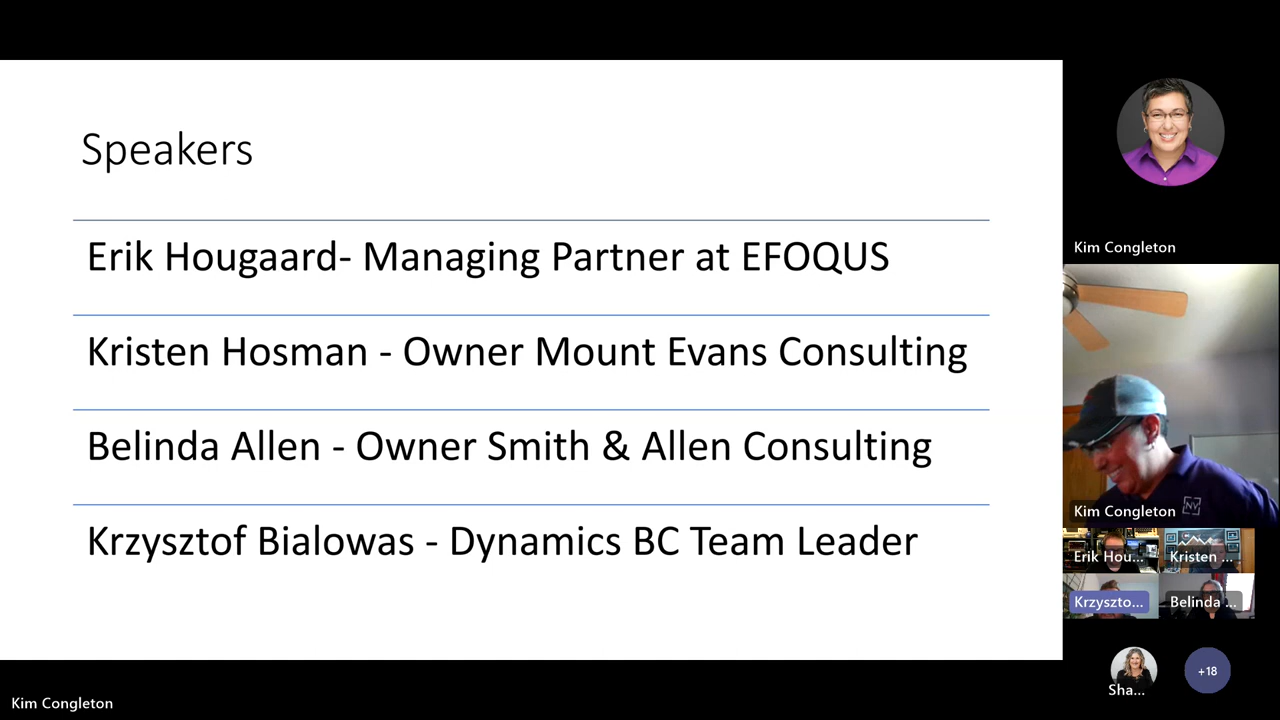 Speakers
Erik Hougaard- Managing Partner at EFOQUS
Kristen Hosman - Owner Mount Evans Consulting
Belinda Allen - Owner Smith & Allen Consulting
Krzysztof Bialowas - Dynamics BC Team Leader
Kim Congleton
NV
Kim Congleton
Erik Hou...
Kristen ...
Krzyszto...
Belinda ...
Sha...
+18
Kim Congleton